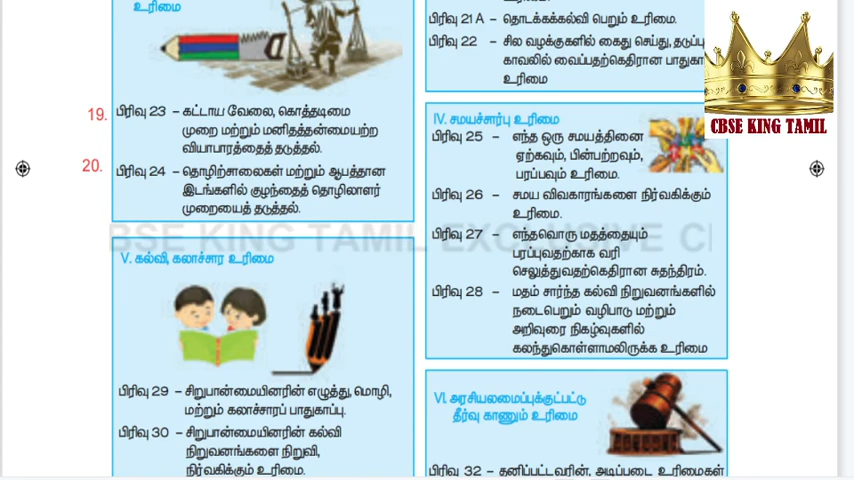 உரிமை
19. பிரிவு 23 – கட்டாய வேலை, கொத்தடிமை
முறை மற்றும் மனிதத்தன்மையற்ற
வியாபாரத்தைத் தடுத்தல்.
20. பிரிவு 24 – தொழிற்சாலைகள் மற்றும் ஆபத்தான
இடங்களில் குழந்தைத் தொழிலாளர்
முறையைத் தடுத்தல்.
V. கல்வி, கலாச்சார உரிமை
பிரிவு 29 – சிறுபான்மையினரின் எழுத்து, மொழி,
மற்றும் கலாச்சாரப் பாதுகாப்பு.
பிரிவு 30 – சிறுபான்மையினரின் கல்வி
நிறுவனங்களை நிறுவி,
நிர்வகிக்கும் உரிமை.
பிரிவு 21 A – தொடக்கக்கல்வி பெறும் உரிமை.
பிரிவு 22 – சில வழக்குகளில் கைது செய்து, தடுப்பு
காவலில் வைப்பதற்கெதிரான பாதுகா
உரிமை
IV. சமயச்சார்பு உரிமை
பிரிவு 25 – எந்த ஒரு சமயத்தினை
ஏற்கவும், பின்பற்றவும்,
பரப்பவும் உரிமை.
பிரிவு 26 – சமய விவகாரங்களை நிர்வகிக்கும்
உரிமை.
பிரிவு 27 – எந்தவொரு மதத்தையும்
பரப்புவதற்காக வரி
செலுத்துவதற்கெதிரான சுதந்திரம்.
பிரிவு 28 – மதம் சார்ந்த கல்வி நிறுவனங்களில்
நடைபெறும் வழிபாடு மற்றும்
அறிவுரை நிகழ்வுகளில்
கலந்துகொள்ளாமலிருக்க உரிமை
VI. அரசியலமைப்புக்குட்பட்டு
தீர்வு காணும் உரிமை
பிரிவு 32 – தனிப்பட்டவரின், அடிப்படை உரிமைகள்
CBSE KING TAMIL
BSE KING TAMIL EXCLUSIVE C